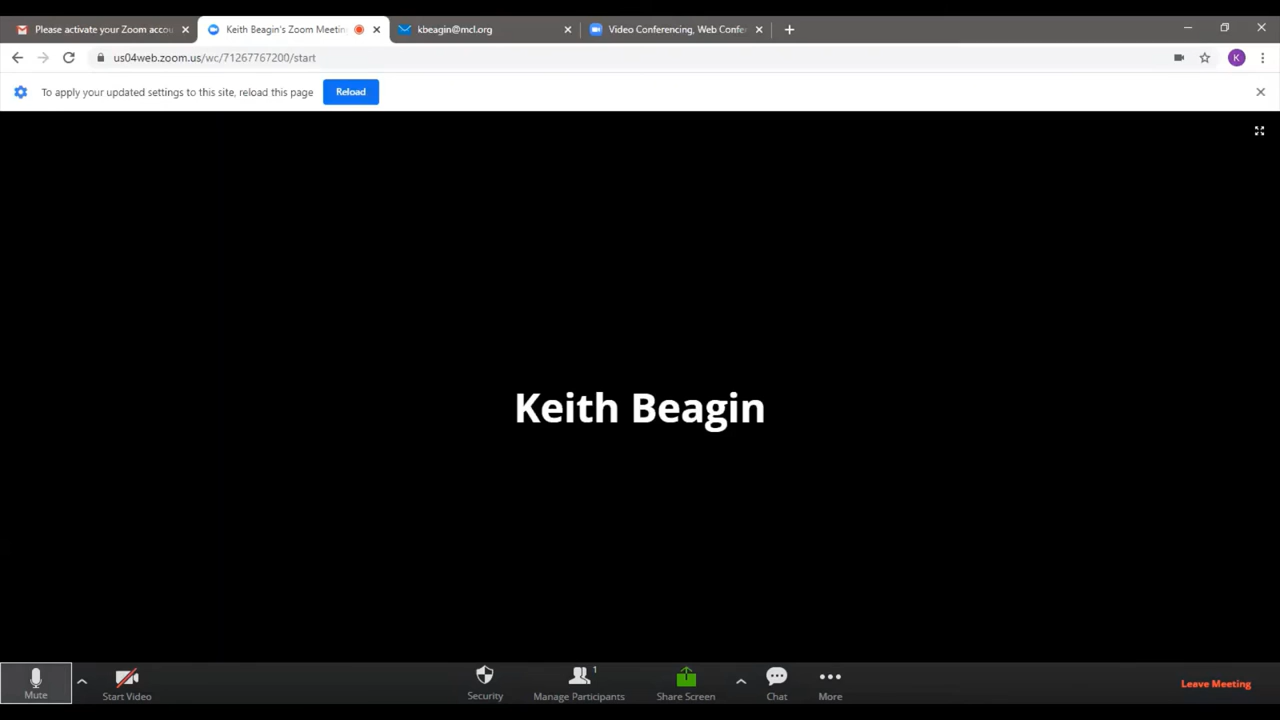 Please activate your Zoom accou
Keith Beagin's Zoom Meetin
kbeagin@mcl.org
Video Conferencing, Web Confe
us04web.zoom.us/wc/71267767200/start
K
To apply your updated settings to this site, reload this page
Reload
Keith Beagin
Mute
Start Video
Security
1
Manage Participants
Share Screen
Chat
More
Leave Meeting